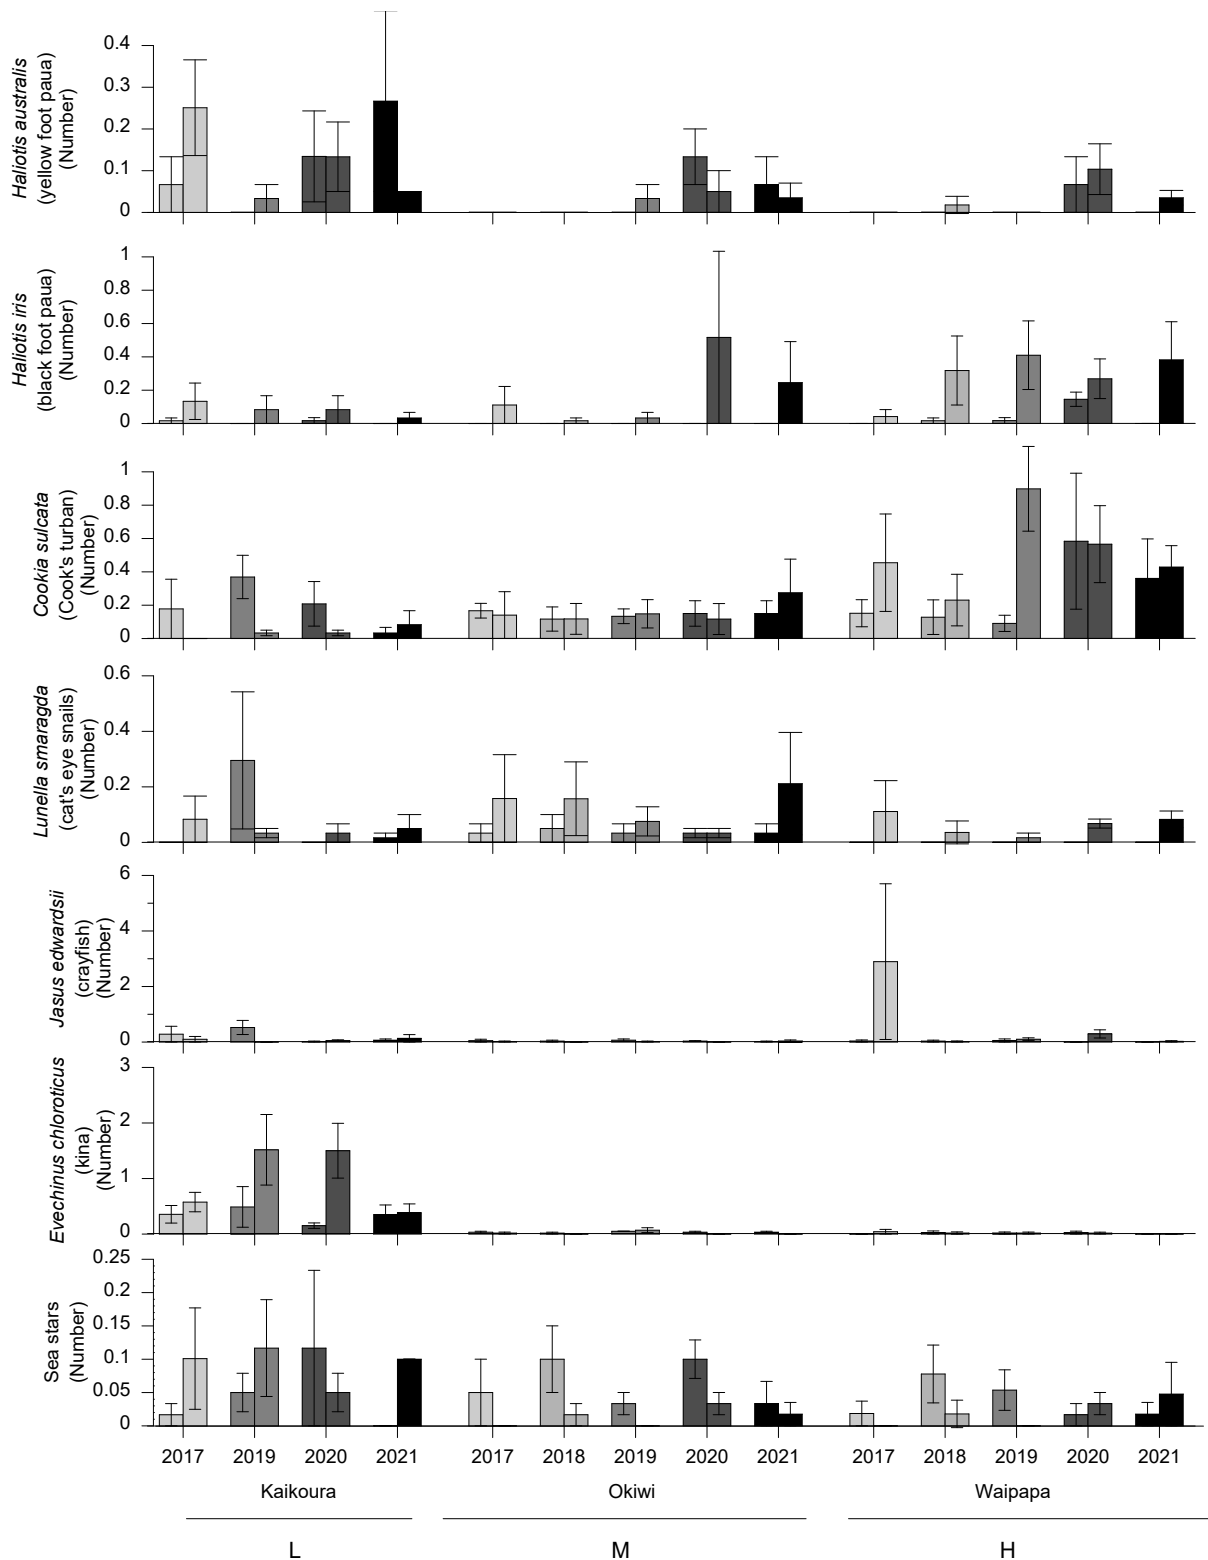 Haliotis australis
(yellow foot paua)
(Number)
0.4
0.3
0.2
0.1
0
Haliotis iris
(black foot paua)
(Number)
1
0.8
0.6
0.4
0.2
0
Cookia sulcata
(Cook's turban)
(Number)
1
0.8
0.6
0.4
0.2
0
Lunella smaragda
(cat's eye snails)
(Number)
0.6
0.4
0.2
0
Jasus edwardsii
(crayfish)
(Number)
6
4
2
0
Evechinus chloroticus
(kina)
(Number)
3
2
1
0
Sea stars
(Number)
0.25
0.2
0.15
0.1
0.05
0
2017 2019 2020 2021 2017 2018 2019 2020 2021 2017 2018 2019 2020 2021
Kaikoura Okiwi Waipapa
L M H